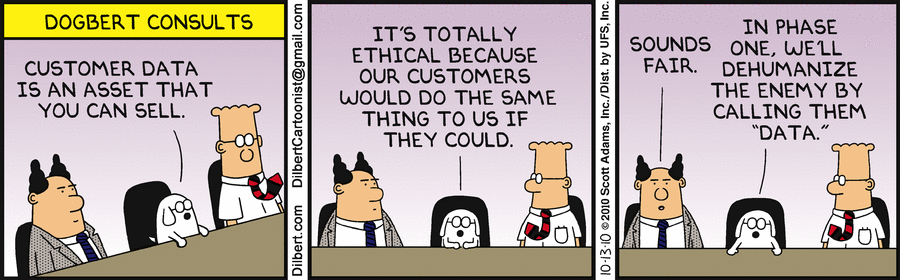 DOGBERT CONSULTS
CUSTOMER DATA
IS AN ASSET THAT
YOU CAN SELL.
Dilbert.com DilbertCartoonist@gmail.com
IT'S TOTALLY
ETHICAL BECAUSE
OUR CUSTOMERS
WOULD DO THE SAME
THING TO US IF
THEY COULD.
10-13-10 © 2010 Scott Adams, Inc./Dist. by UFS, Inc.
SOUNDS
FAIR.
IN PHASE
ONE, WE'LL
DEHUMANIZE
THE ENEMY BY
CALLING THEM
"DATA."